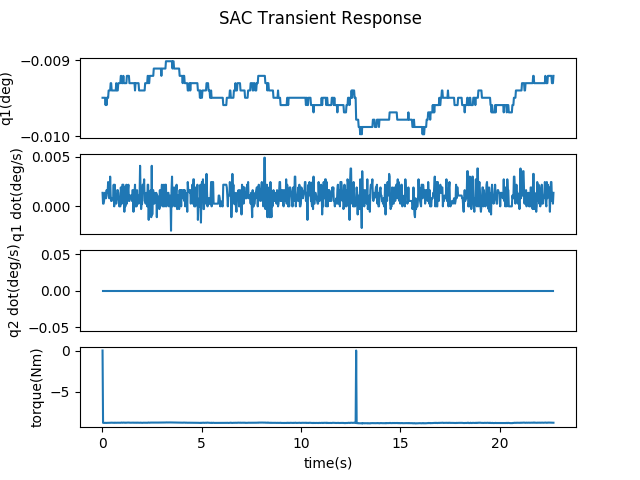 SAC Transient Response
−0.009
−0.010
q1(deg)
0.005
0.000
q1 dot(deg/s)
0.05
0.00
−0.05
q2 dot(deg/s)
0
−5
torque(Nm)
0 5 10 15 20
time(s)